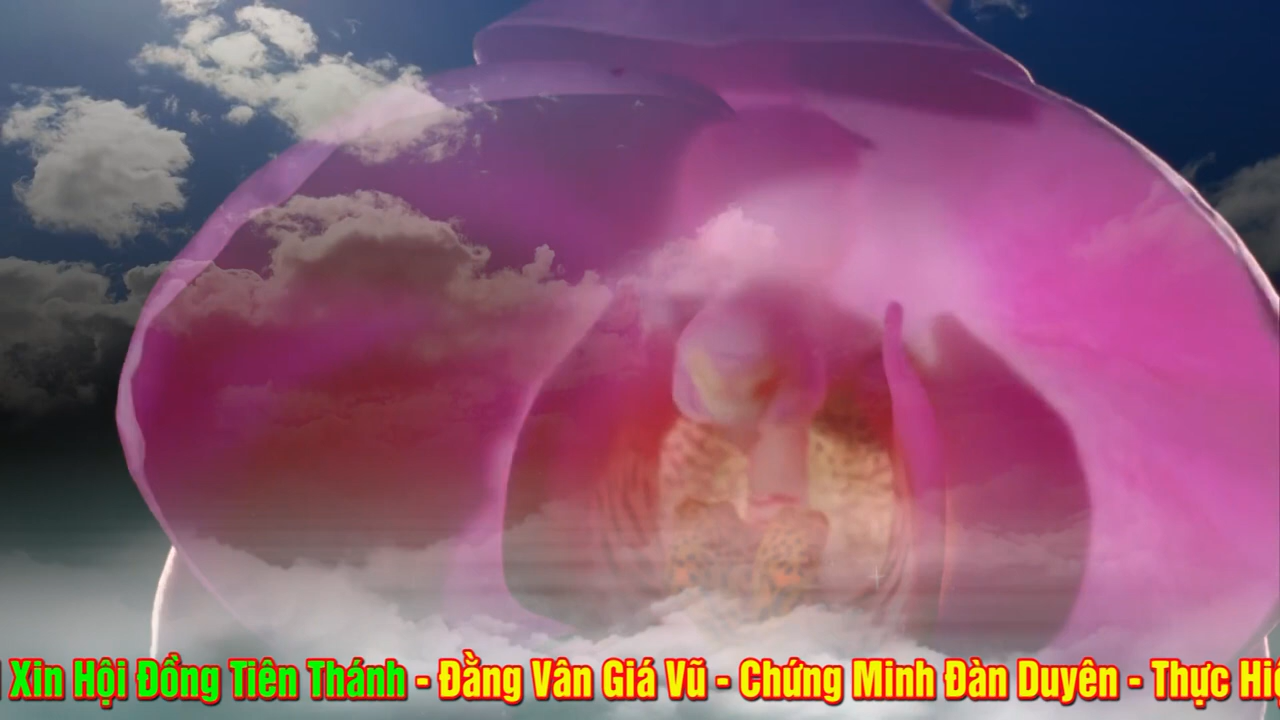 Xin Hội Đồng Tiên Thánh - Đằng Vân Giá Vũ - Chứng Minh Đàn Duyên - Thực